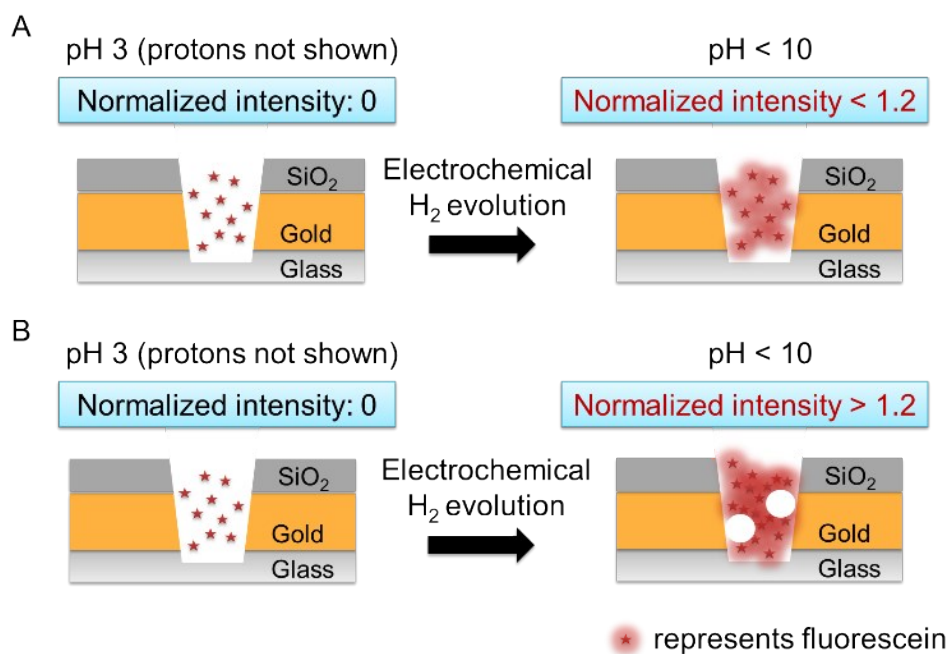 A
pH 3 (protons not shown)
pH < 10
Normalized intensity: 0
Normalized intensity < 1.2
SiO₂
Gold
Glass
Electrochemical
H₂ evolution
SiO₂
Gold
Glass
B
pH 3 (protons not shown)
pH < 10
Normalized intensity: 0
Normalized intensity > 1.2
SiO₂
Gold
Glass
Electrochemical
H₂ evolution
SiO₂
Gold
Glass
represents fluorescein